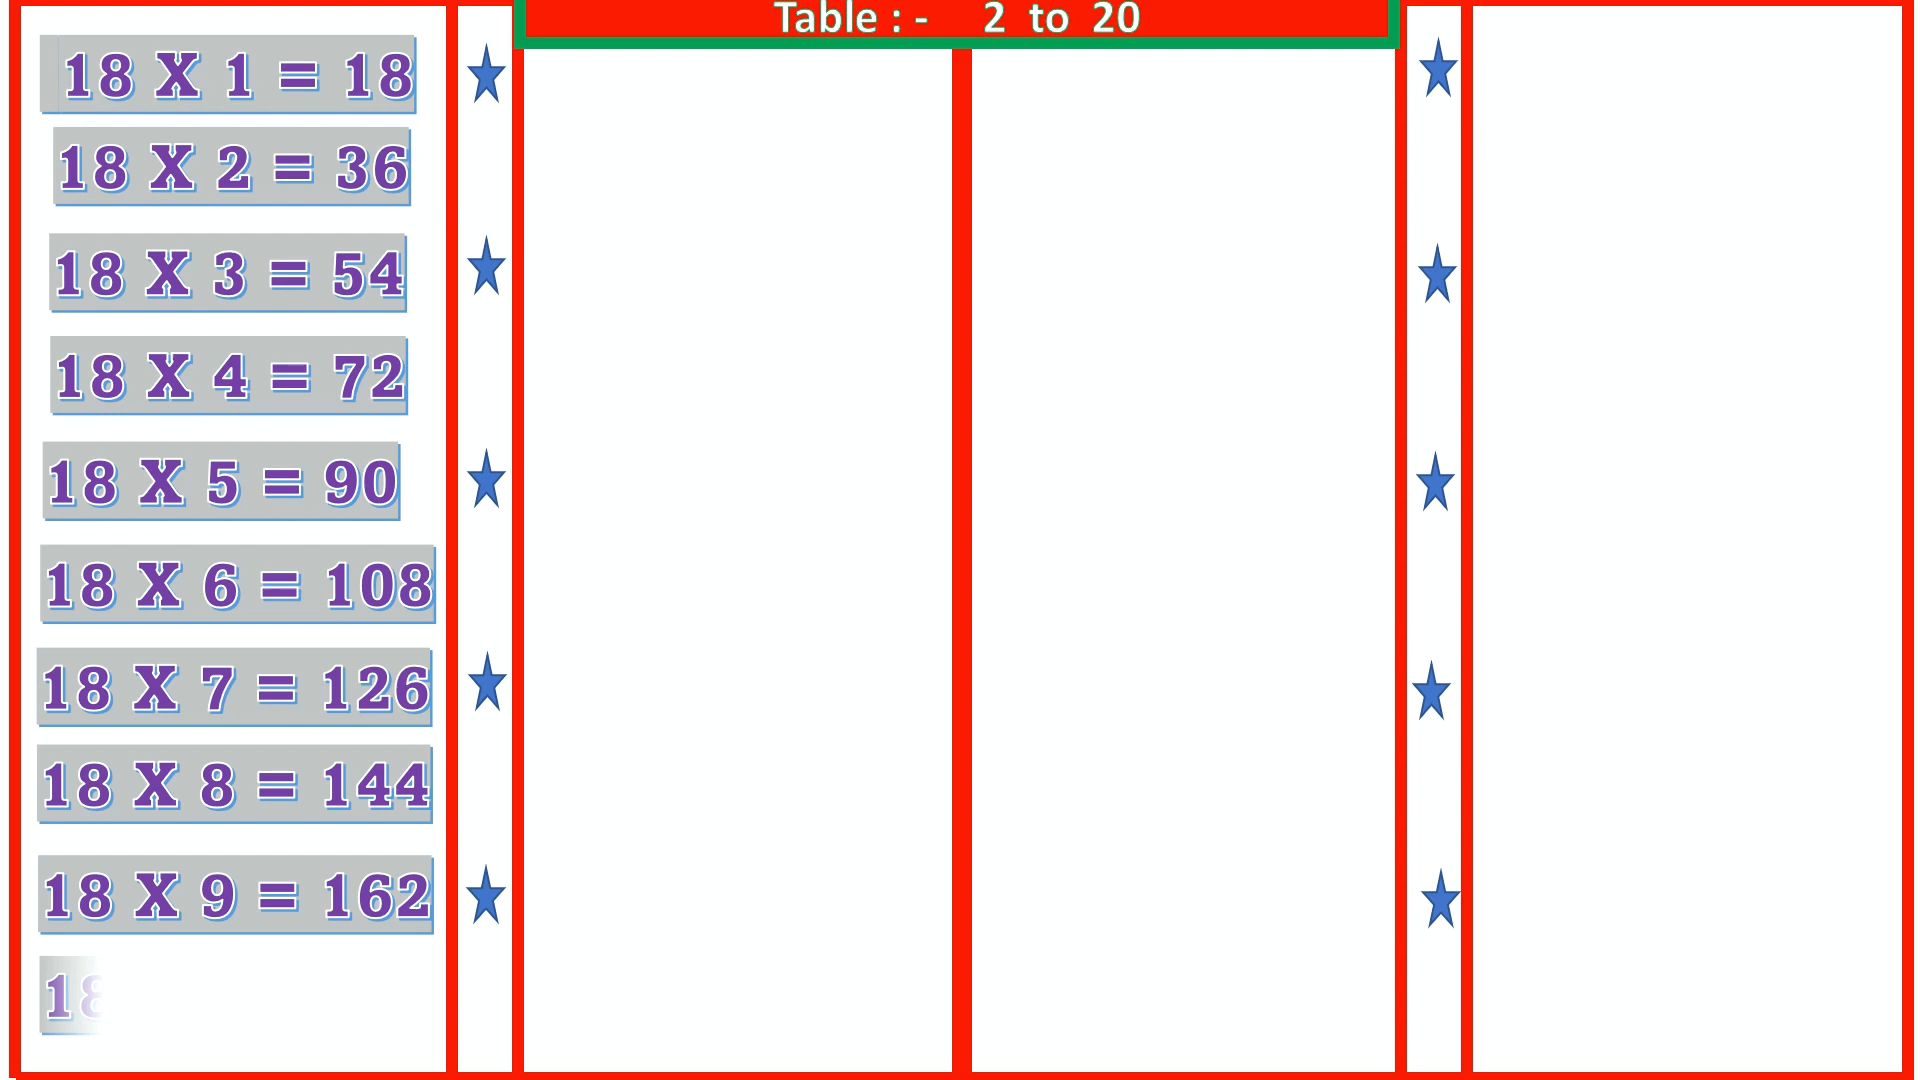 Table : - 2 to 20
18 X 1 = 18
18 X 2 = 36
18 X 3 = 54
18 X 4 = 72
18 X 5 = 90
18 X 6 = 108
18 X 7 = 126
18 X 8 = 144
18 X 9 = 162
18